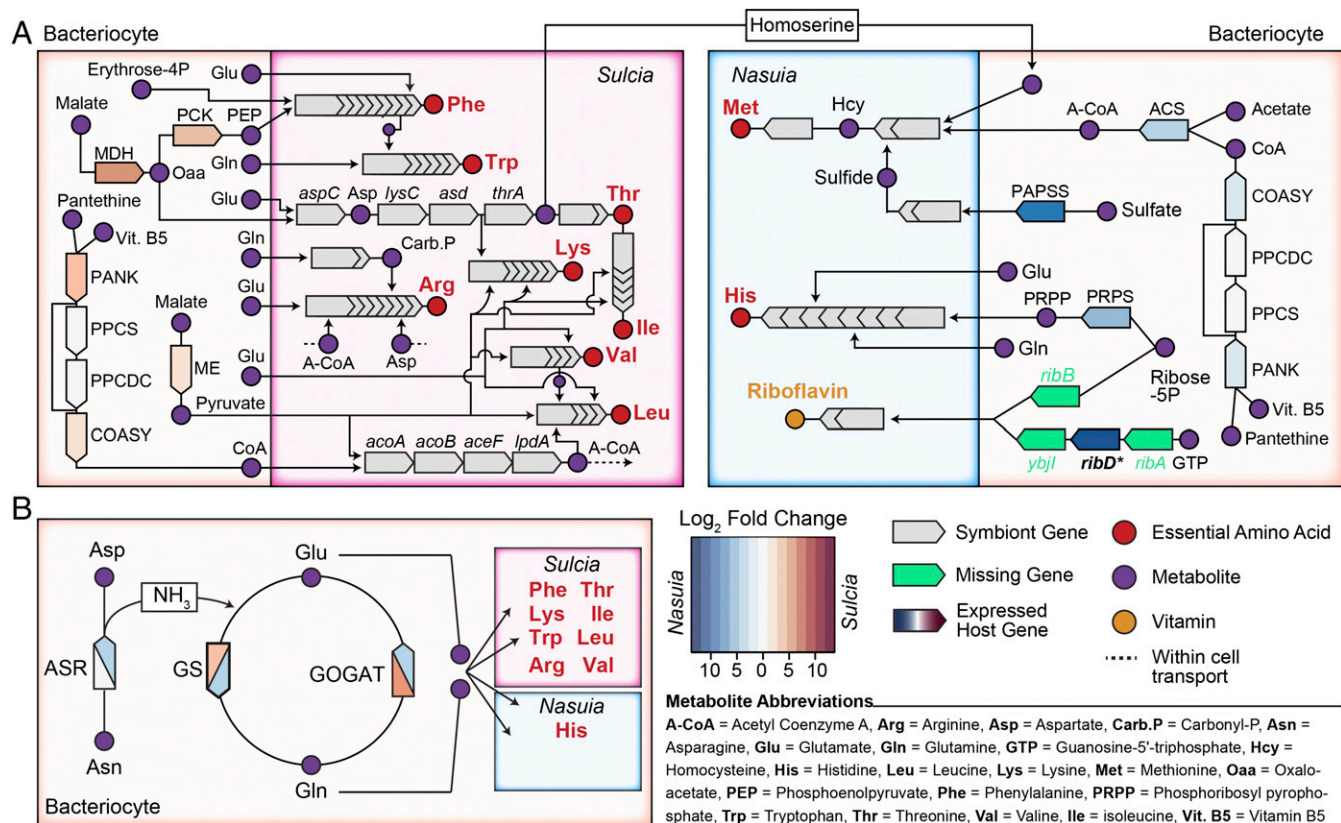 A
Bacteriocyte
Homoserine
Bacteriocyte
Erythrose-4P
Glu
Sulcia
Nasuia
Malate
PCK
PEP
Phe
Met
Hcy
A-CoA
ACS
Acetate
MDH
Oaa
Gln
Trp
CoA
Sulfide
Pantethine
Glu
aspC
Asp
lysC
asd
thrA
Thr
PAPSS
COASY
Sulfate
Vit. B5
Gln
Carb.P
Lys
PANK
Glu
Arg
Glu
PPCDC
Malate
His
PRPP
PRPS
PPCS
Ile
PPCS
A-CoA
Asp
Val
Gln
ME
Glu
PPCDC
ribB
Ribose
-5P
PANK
Pyruvate
Riboflavin
Leu
Vit. B5
COASY
acoA
acoB
aceF
lpdA
A-CoA
CoA
Pantethine
ybjI
ribD*
ribA
GTP
B
Asp
Glu
Sulcia
Phe Thr
Lys Ile
Trp Leu
Arg Val
NH3
ASR
GS
GOGAT
Nasuia
His
Asn
Gln
Bacteriocyte
Log2 Fold Change
Nasuia
Sulcia
10 5 0 5 10
Symbiont Gene
Missing Gene
Expressed
Host Gene
Essential Amino Acid
Metabolite
Vitamin
Within cell
transport
Metabolite Abbreviations
A-CoA = Acetyl Coenzyme A, Arg = Arginine, Asp = Aspartate, Carb.P = Carbonyl-P, Asn =
Asparagine, Glu = Glutamate, Gln = Glutamine, GTP = Guanosine-5'-triphosphate, Hcy =
Homocysteine, His = Histidine, Leu = Leucine, Lys = Lysine, Met = Methionine, Oaa = Oxalo-
acetate, PEP = Phosphoenolpyruvate, Phe = Phenylalanine, PRPP = Phosphoribosyl pyropho-
sphate, Trp = Tryptophan, Thr = Threonine, Val = Valine, Ile = isoleucine, Vit. B5 = Vitamin B5